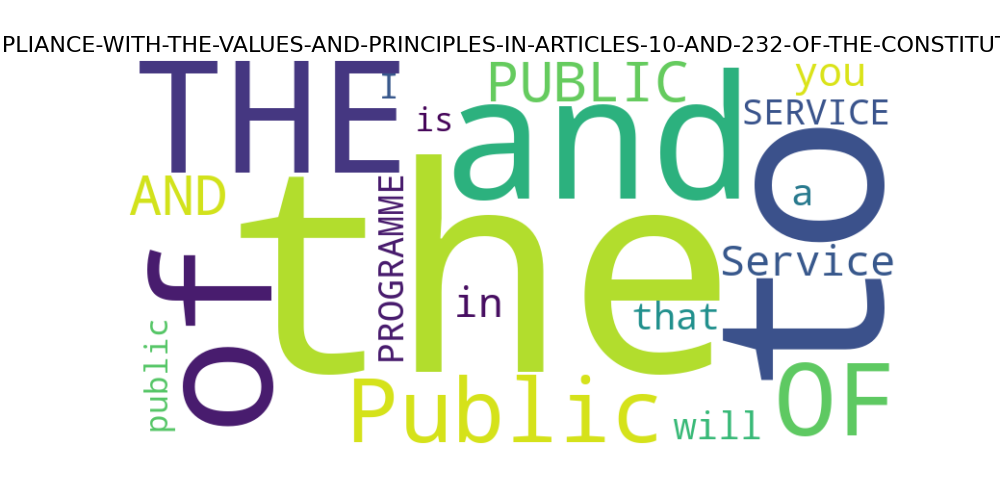 PLIANCE-WITH-THE-VALUES-AND-PRINCIPLES-IN-ARTICLES-10-AND-232-OF-THE-CONSTITUT
THE
I
is
PUBLIC
and
you
SERVICE
to
a
AND
of
the
PROGRAMME
in
that
Service
public
Public
will
OF